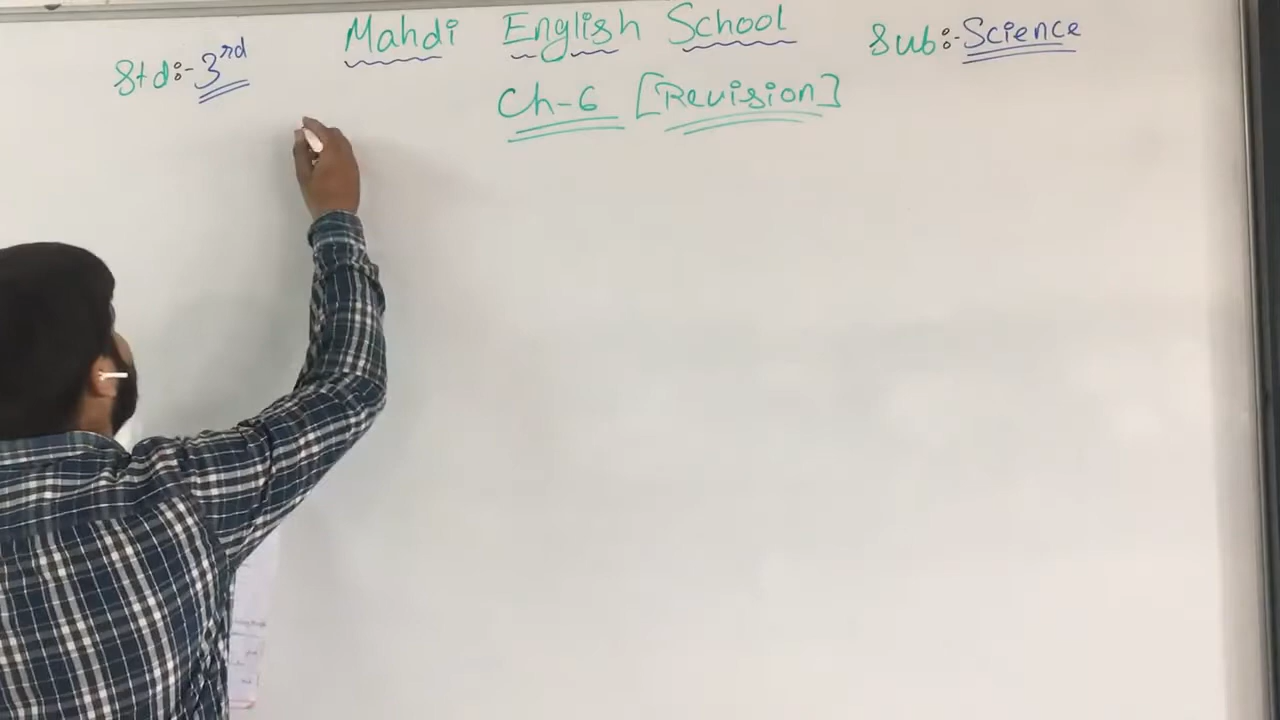 Mahdi English School
Std:- 3rd
Sub:- Science
Ch-6 [Revision]